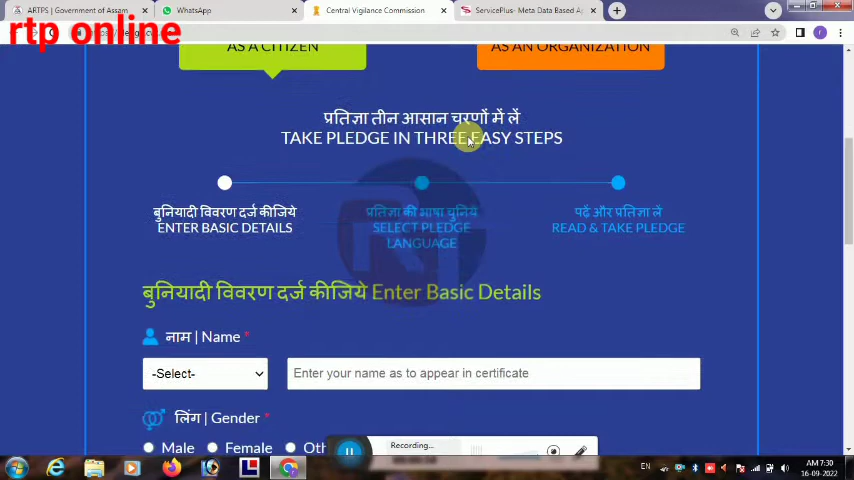 ARTPS | Government of Assam
WhatsApp
Central Vigilance Commission
ServicePlus- Meta Data Based A
rtp online
AS A CITIZEN
AS AN ORGANIZATION
प्रतिज्ञा तीन आसान चरणों में लें
TAKE PLEDGE IN THREE EASY STEPS
बुनियादी विवरण दर्ज कीजिये
ENTER BASIC DETAILS
प्रतिज्ञा की भाषा चुनिये
SELECT PLEDGE
LANGUAGE
पढ़ें और प्रतिज्ञा लें
READ & TAKE PLEDGE
बुनियादी विवरण दर्ज कीजिये Enter Basic Details
नाम | Name *
-Select-
Enter your name as to appear in certificate
लिंग | Gender *
Male
Female
Oth
Recording...
EN
AM 7:30
16-09-2022